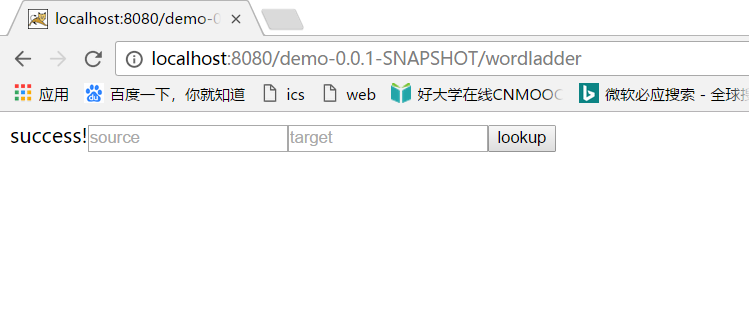 localhost:8080/demo-0
localhost:8080/demo-0.0.1-SNAPSHOT/wordladder
应用 百度一下，你就知道 ics web 好大学在线CNMOOC 微软必应搜索 - 全球搜
success! source target lookup